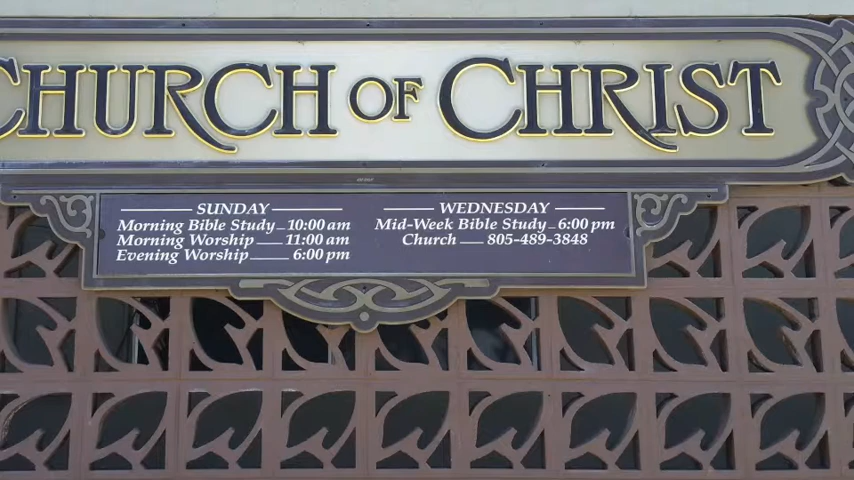 CHURCH OF CHRIST
SUNDAY
Morning Bible Study 10:00 am
Morning Worship 11:00 am
Evening Worship 6:00 pm
WEDNESDAY
Mid-Week Bible Study 6:00 pm
Church 805-489-3848